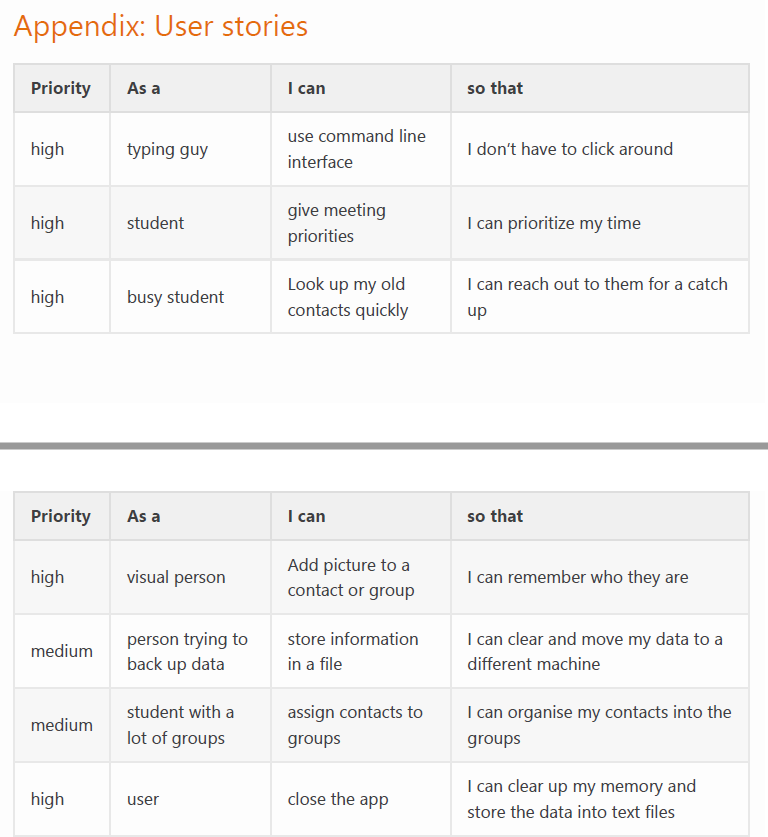 Appendix: User stories
Priority As a I can so that
high typing guy use command line interface I don't have to click around
high student give meeting priorities I can prioritize my time
high busy student Look up my old contacts quickly I can reach out to them for a catch up
Priority As a I can so that
high visual person Add picture to a contact or group I can remember who they are
medium person trying to back up data store information in a file I can clear and move my data to a different machine
medium student with a lot of groups assign contacts to groups I can organise my contacts into the groups
high user close the app I can clear up my memory and store the data into text files